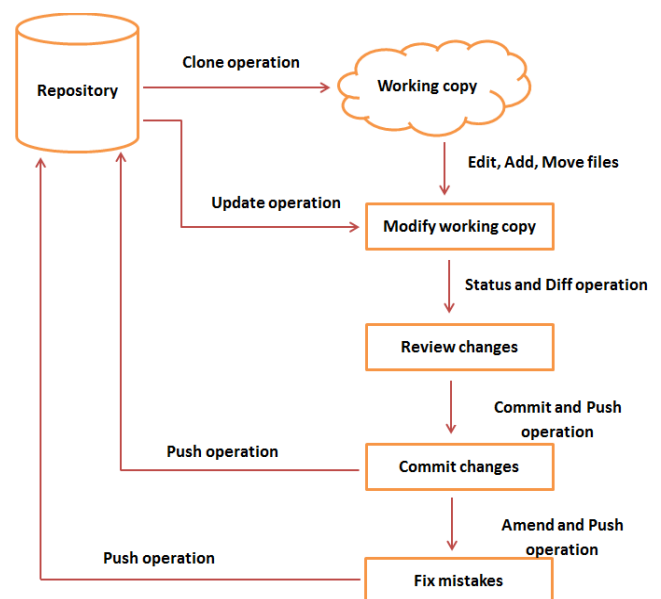 Clone operation
Repository
Working copy
Edit, Add, Move files
Update operation
Modify working copy
Status and Diff operation
Review changes
Commit and Push
operation
Push operation
Commit changes
Amend and Push
operation
Push operation
Fix mistakes